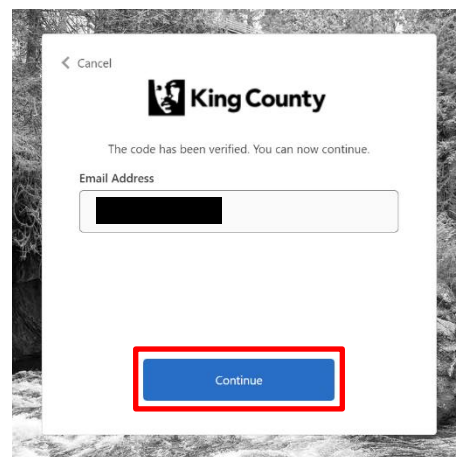 Cancel
King County
The code has been verified. You can now continue.
Email Address
Continue